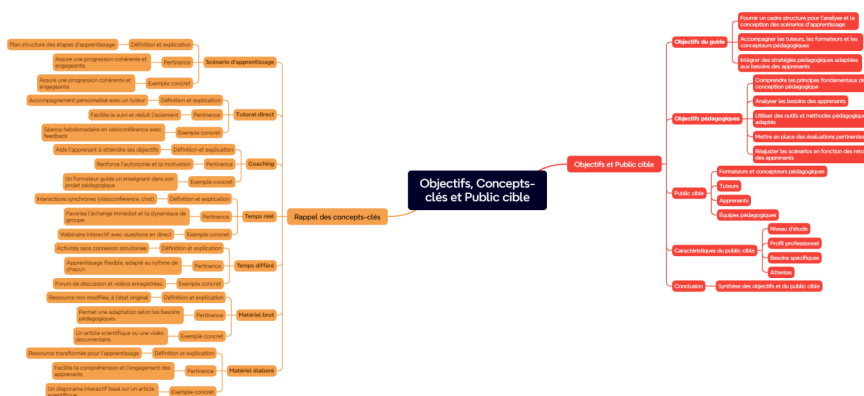 Objectifs, Concepts-
clés et Public cible
Rappel des concepts-clés
Scénario d'apprentissage
Définition et explication
Plan structuré des étapes d'apprentissage.
Pertinence
Assure une progression cohérente et
engageante.
Exemple concret
Assure une progression cohérente et
engageante.
Tutorat direct
Définition et explication
Accompagnement personnalisé avec un tuteur
Pertinence
Facilite le suivi et réduit l'isolement
Exemple concret
Séance hebdomadaire en visioconférence avec
feedback
Coaching
Définition et explication
Aide l'apprenant à atteindre ses objectifs
Pertinence
Renforce l'autonomie et la motivation
Exemple concret
Un formateur guide un enseignant dans son
projet pédagogique
Temps réel
Définition et explication
Interactions synchrones (visioconférence, chat)
Pertinence
Favorise l'échange immédiat et la dynamique de
groupe
Exemple concret
Webinaire interactif avec questions en direct
Temps différé
Définition et explication
Activités sans connexion simultanée
Pertinence
Apprentissage flexible, adapté au rythme de
chacun
Exemple concret
Forum de discussion et vidéos enregistrées.
Matériel brut
Définition et explication
Ressource non modifiée, à l'état original
Pertinence
Permet une adaptation selon les besoins
pédagogiques.
Exemple concret
Un article scientifique ou une vidéo
documentaire
Matériel élaboré
Définition et explication
Ressource transformée pour l'apprentissage
Pertinence
Facilite la compréhension et l'engagement des
apprenants
Exemple concret
Un diaporama interactif basé sur un article
scientifique
Objectifs et Public cible
Objectifs du guide
Fournir un cadre structuré pour l'analyse et la
conception des scénarios d'apprentissage
Accompagner les tuteurs, les formateurs et les
concepteurs pédagogiques
Intégrer des stratégies pédagogiques adaptées
aux besoins des apprenants
Objectifs pédagogiques
Comprendre les principes fondamentaux de
conception pédagogique
Analyser les besoins des apprenants
Utiliser des outils et méthodes
adaptés
Mettre en place des évaluations pertinentes
Réajuster les scénarios en fonction des
des apprenants
Public cible
Formateurs et concepteurs pédagogiques
Tuteurs
Apprenants
Équipes pédagogiques
Caractéristiques du public cible
Niveau d'étude
Profil professionnel
Besoins spécifiques
Attentes
Conclusion
Synthèse des objectifs et du public cible